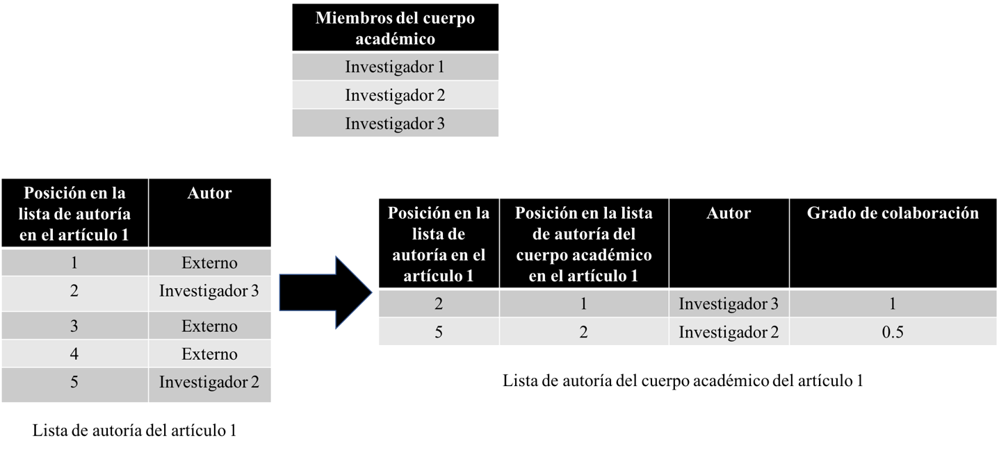 Miembros del cuerpo
académico
Investigador 1
Investigador 2
Investigador 3
Posición en la
lista de autoría
en el artículo 1
Autor
1
Externo
2
Investigador 3
3
Externo
4
Externo
5
Investigador 2
Lista de autoría del artículo 1
Posición en la
lista de
autoría en el
artículo 1
Posición en la lista
de autoría del
cuerpo académico
en el artículo 1
Autor
Grado de colaboración
2
1
Investigador 3
1
5
2
Investigador 2
0.5
Lista de autoría del cuerpo académico del artículo 1